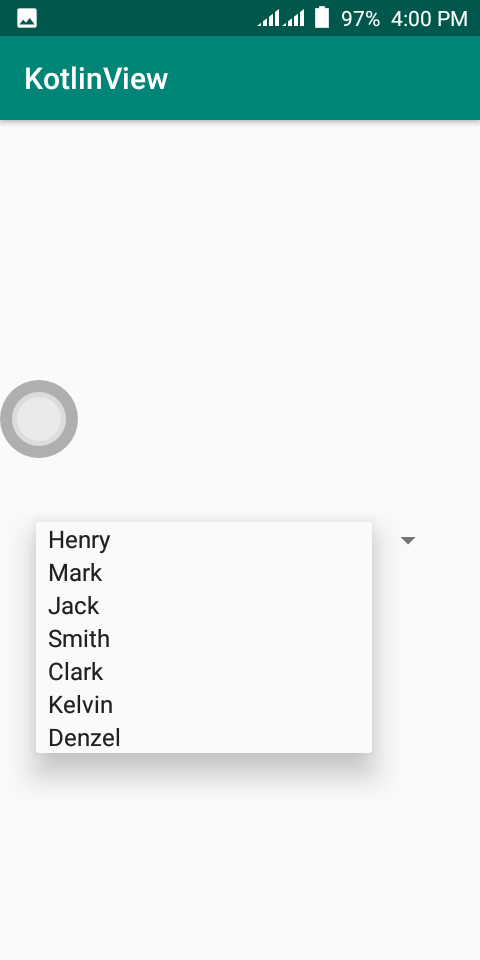 97% 4:00 PM
KotlinView
Henry
Mark
Jack
Smith
Clark
Kelvin
Denzel